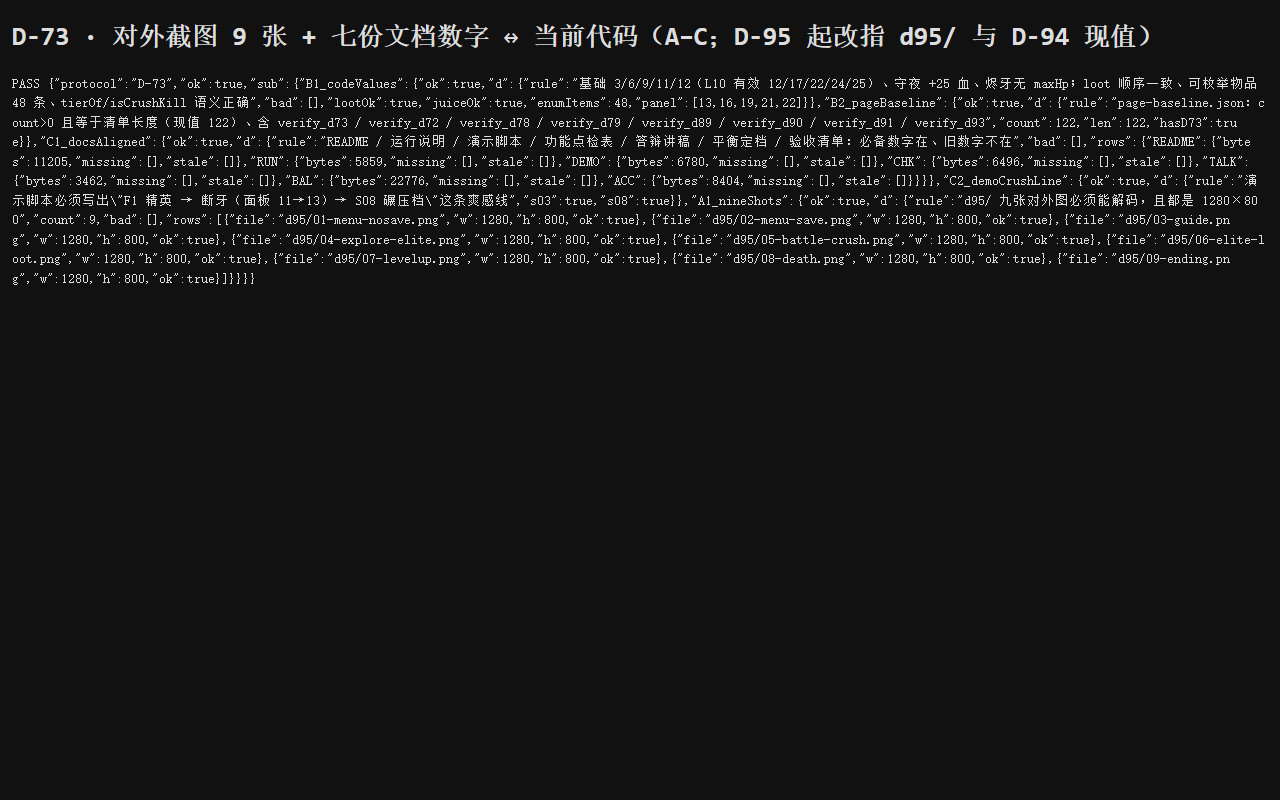 D-73 · 对外截图 9 张 + 七份文档数字 ↔ 当前代码（A–C；D-95 起改指 d95/ 与 D-94 现值）
PASS {"protocol":"D-73","ok":true,"sub":{"B1_codeValues":{"ok":true,"d":{"rule":"基础 3/6/9/11/12（L10 有效 12/17/22/24/25）、守夜 +25 血、烬牙无 maxHp；loot 顺序一致、可枚举物品
48 条、tierOf/isCrushKill 语义正确","bad":[],"lootOk":true,"juiceOk":true,"enumItems":48,"panel":[13,16,19,21,22]}},"B2_pageBaseline":{"ok":true,"d":{"rule":"page-baseline.json：c
ount>0 且等于清单长度（现值 122）、含 verify_d73 / verify_d72 / verify_d78 / verify_d79 / verify_d89 / verify_d90 / verify_d91 / verify_d93","count":122,"len":122,"hasD73":tru
e}},"C1_docsAligned":{"ok":true,"d":{"rule":"README / 运行说明 / 演示脚本 / 功能点检表 / 答辩讲稿 / 平衡定档 / 验收清单：必备数字在、旧数字不在","bad":[],"rows":{"README":{"byte
s":11205,"missing":[],"stale":[]},"RUN":{"bytes":5859,"missing":[],"stale":[]},"DEMO":{"bytes":6780,"missing":[],"stale":[]},"CHK":{"bytes":6496,"missing":[],"stale":[]},"TALK":
{"bytes":3462,"missing":[],"stale":[]},"BAL":{"bytes":22776,"missing":[],"stale":[]},"ACC":{"bytes":8404,"missing":[],"stale":[]}}}},"C2_demoCrushLine":{"ok":true,"d":{"rule":"演
示脚本必须写出\"F1 精英 → 断牙（面板 11→13）→ S08 碾压档\"这条爽感线","s03":true,"s08":true}},"A1_nineShots":{"ok":true,"d":{"rule":"d95/ 九张对外图必须能解码，且都是 1280×80
0","count":9,"bad":[],"rows":[{"file":"d95/01-menu-nosave.png","w":1280,"h":800,"ok":true},{"file":"d95/02-menu-save.png","w":1280,"h":800,"ok":true},{"file":"d95/03-guide.pn
g","w":1280,"h":800,"ok":true},{"file":"d95/04-explore-elite.png","w":1280,"h":800,"ok":true},{"file":"d95/05-battle-crush.png","w":1280,"h":800,"ok":true},{"file":"d95/06-elite-l
oot.png","w":1280,"h":800,"ok":true},{"file":"d95/07-levelup.png","w":1280,"h":800,"ok":true},{"file":"d95/08-death.png","w":1280,"h":800,"ok":true},{"file":"d95/09-ending.pn
g","w":1280,"h":800,"ok":true}]}}}}